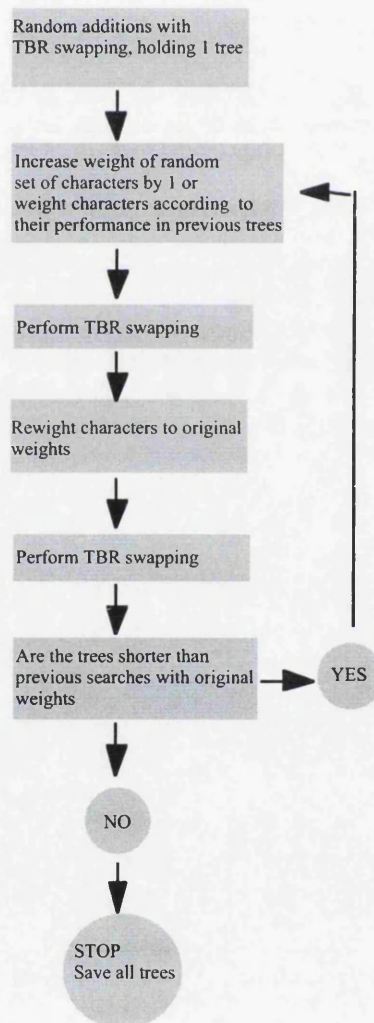 Random additions with
TBR swapping, holding 1 tree
Increase weight of random
set of characters by 1 or
weight characters according to
their performance in previous trees
Perform TBR swapping
Rewight characters to original
weights
Perform TBR swapping
Are the trees shorter than
previous searches with original
weights
YES
NO
STOP
Save all trees